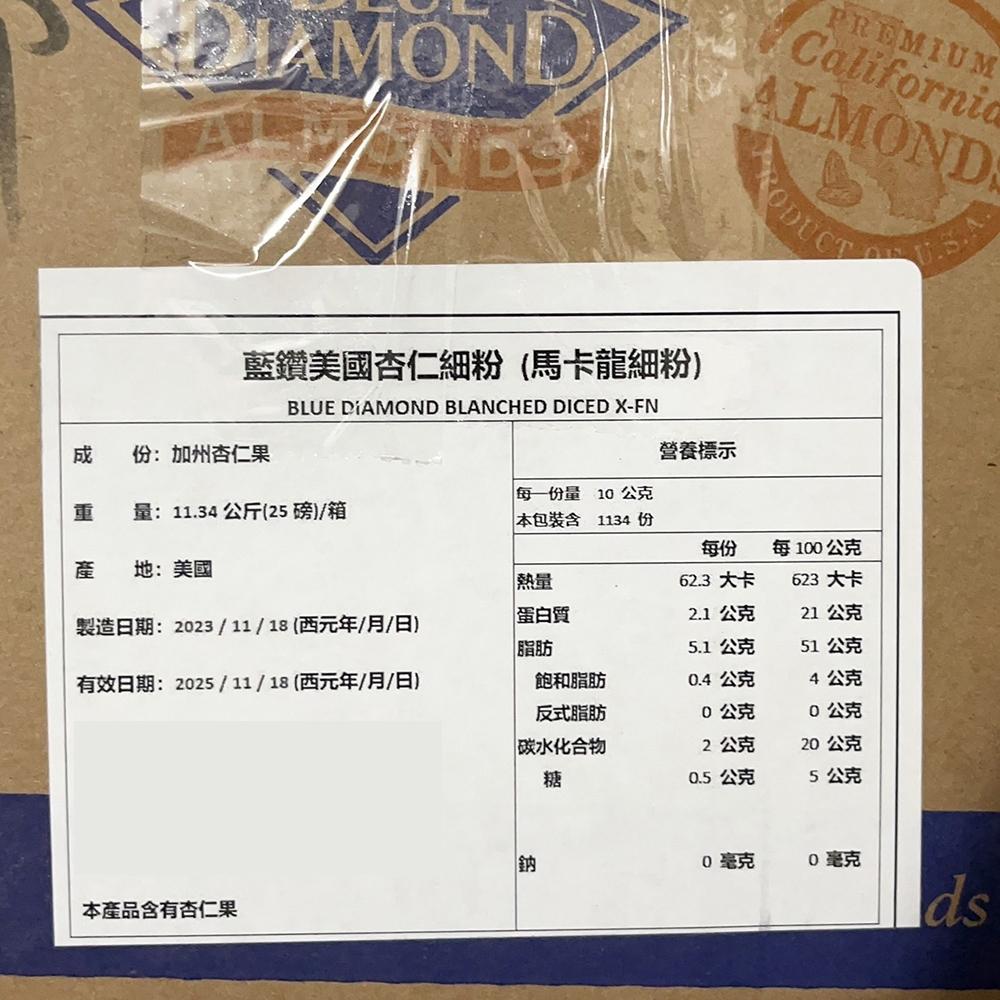 BLUE
DIAMOND
ALMONDS
PREMIUM
California
ALMONDS
PRODUCT OF U.S.A.
藍鑽美國杏仁細粉 (馬卡龍細粉)
BLUE DiAMOND BLANCHED DICED X-FN
成 份: 加州杏仁果
重 量: 11.34 公斤(25 磅)/箱
產 地: 美國
製造日期: 2023 / 11 / 18 (西元年/月/日)
有效日期: 2025 / 11 / 18 (西元年/月/日)
本產品含有杏仁果
營養標示
每一份量 10 公克
本包裝含 1134 份
每份 每 100 公克
熱量 62.3 大卡 623 大卡
蛋白質 2.1 公克 21 公克
脂肪 5.1 公克 51 公克
飽和脂肪 0.4 公克 4 公克
反式脂肪 0 公克 0 公克
碳水化合物 2 公克 20 公克
糖 0.5 公克 5 公克
鈉 0 毫克 0 毫克
ds